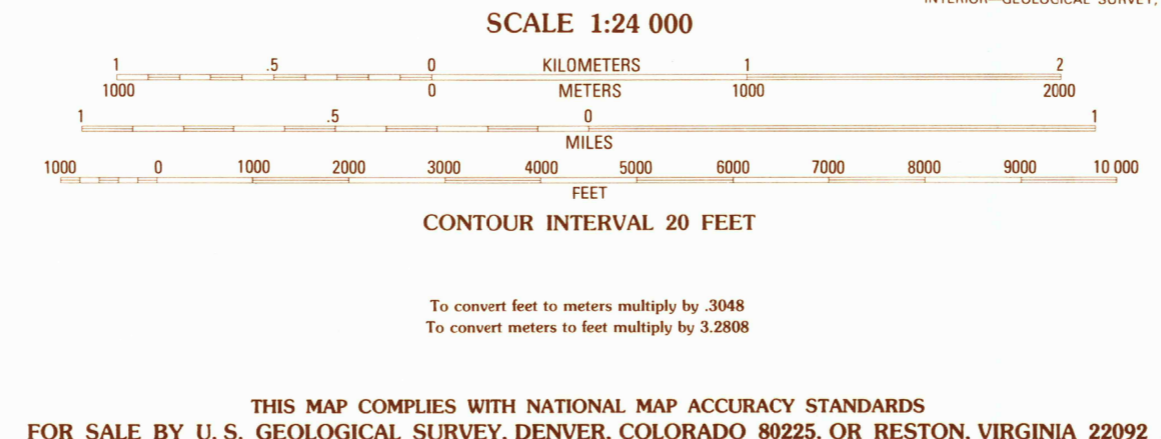 INTERIOR—GEOLOGICAL SURVEY,
SCALE 1:24 000
1 .5 0 KILOMETERS 1 2
1000 0 METERS 1000 2000
1 .5 0 1
MILES
1000 0 1000 2000 3000 4000 5000 6000 7000 8000 9000 10 000
FEET
CONTOUR INTERVAL 20 FEET
To convert feet to meters multiply by .3048
To convert meters to feet multiply by 3.2808
THIS MAP COMPLIES WITH NATIONAL MAP ACCURACY STANDARDS
FOR SALE BY U. S. GEOLOGICAL SURVEY, DENVER, COLORADO 80225, OR RESTON, VIRGINIA 22092